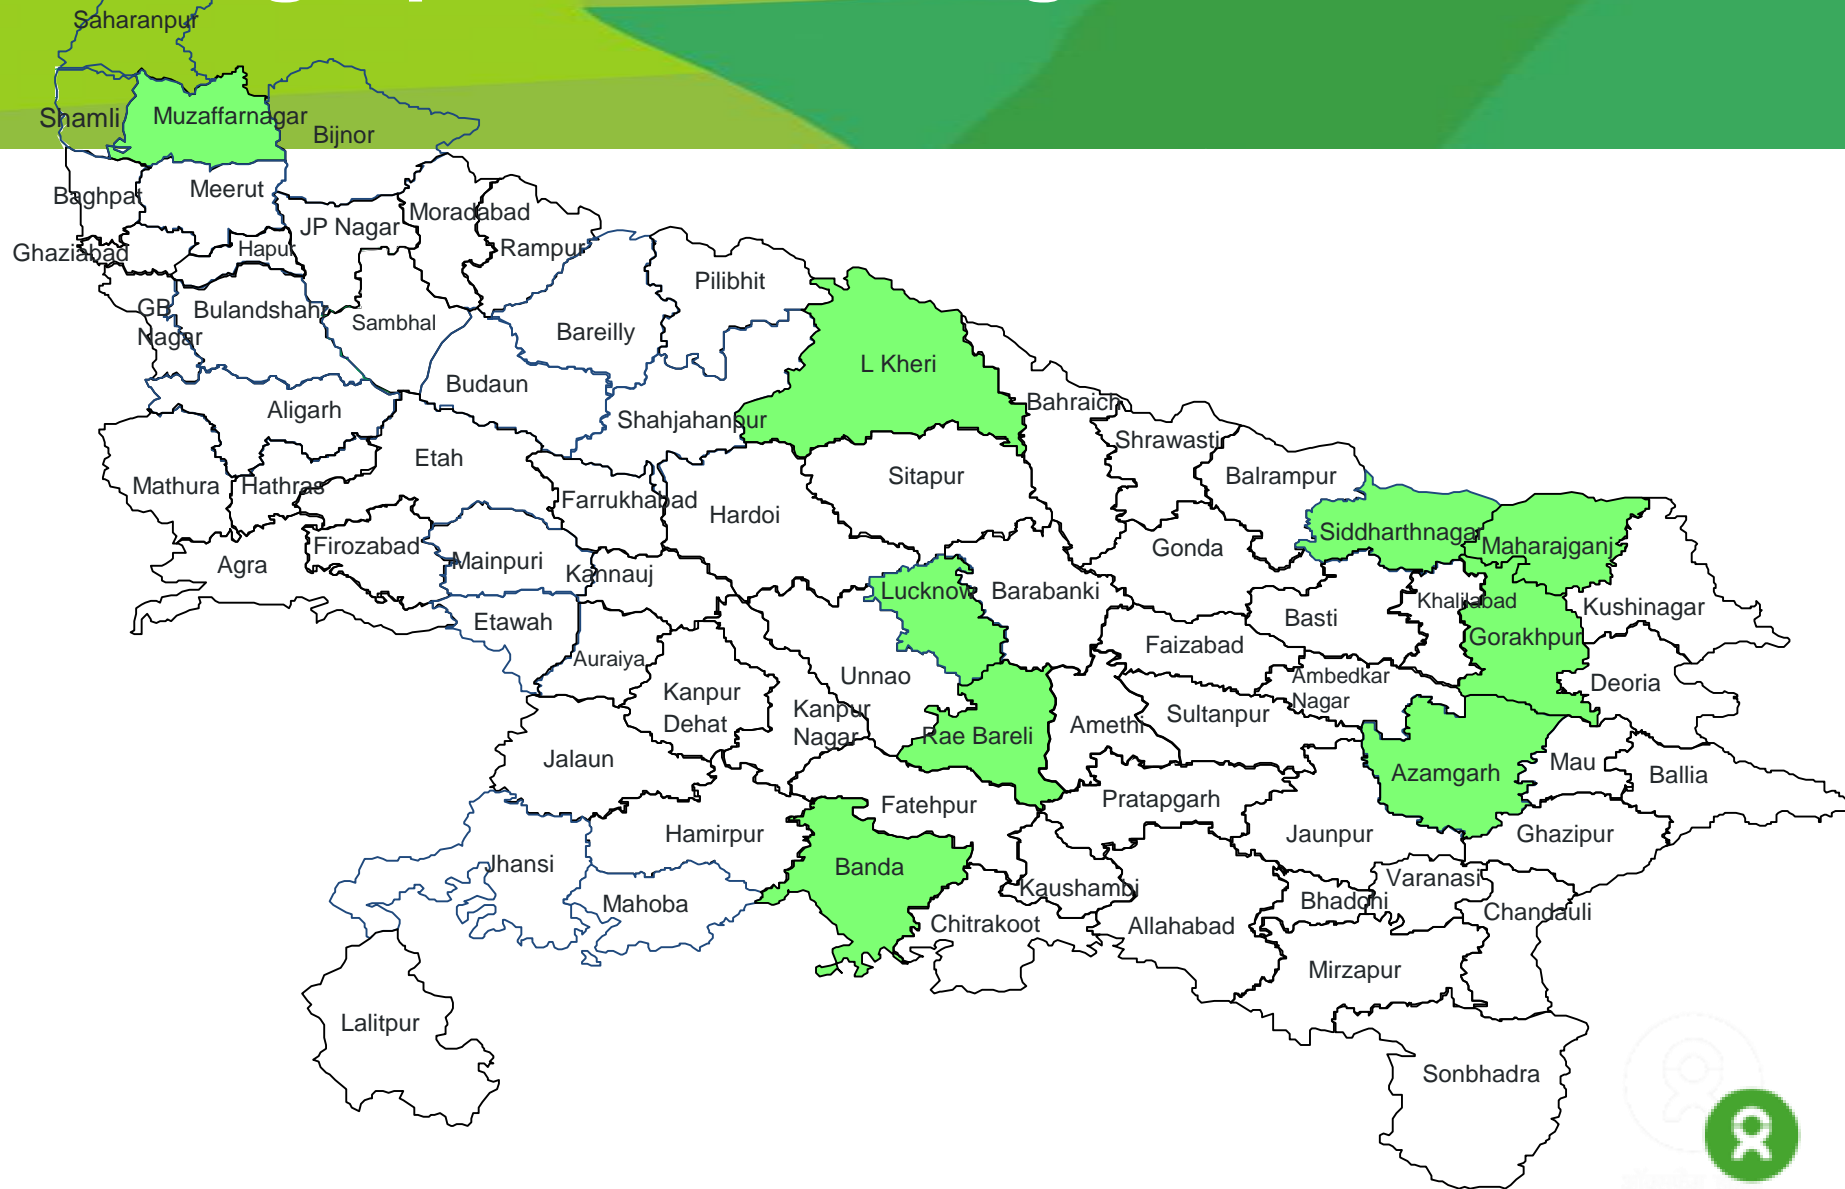 Saharanpur
Shamli
Muzaffarnagar
Bijnor
Baghpat
Meerut
JP Nagar
Moradabad
Rampur
Ghaziabad
Hapur
Pilibhit
GB
Nagar
Bulandshahr
Sambhal
Bareilly
L Kheri
Budaun
Aligarh
Shahjahanpur
Bahraich
Shrawasti
Etah
Mathura
Hathras
Farrukhabad
Hardoi
Sitapur
Balrampur
Siddharthnagar
Maharajganj
Agra
Firozabad
Mainpuri
Kannauj
Gonda
Lucknow
Barabanki
Khalilabad
Kushinagar
Etawah
Basti
Gorakhpur
Auraiya
Faizabad
Unnao
Ambedkar
Nagar
Deoria
Kanpur
Dehat
Kanpur
Nagar
Rae Bareli
Amethi
Sultanpur
Jalaun
Azamgarh
Mau
Ballia
Fatehpur
Pratapgarh
Hamirpur
Jaunpur
Ghazipur
Jhansi
Banda
Kaushambi
Varanasi
Mahoba
Chitrakoot
Allahabad
Bhadohi
Chandauli
Mirzapur
Lalitpur
Sonbhadra